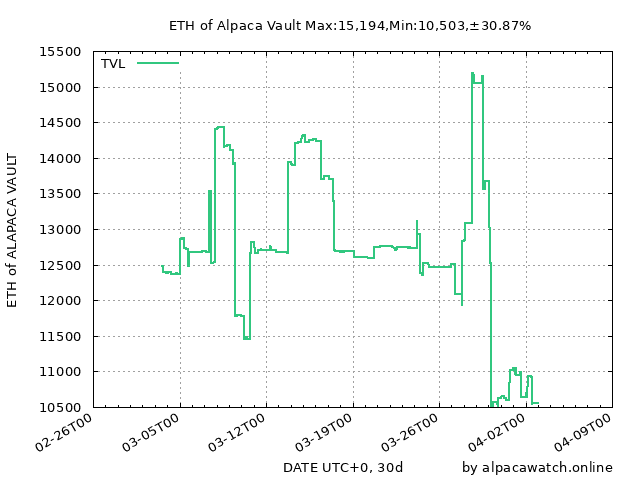 ETH of Alpaca Vault Max:15,194,Min:10,503,±30.87%
TVL
15500
15000
14500
14000
13500
13000
12500
12000
11500
11000
10500
ETH of ALAPACA VAULT
02-26T00
03-05T00
03-12T00
03-19T00
03-26T00
04-02T00
04-09T00
DATE UTC+0, 30d
by alpacawatch.online